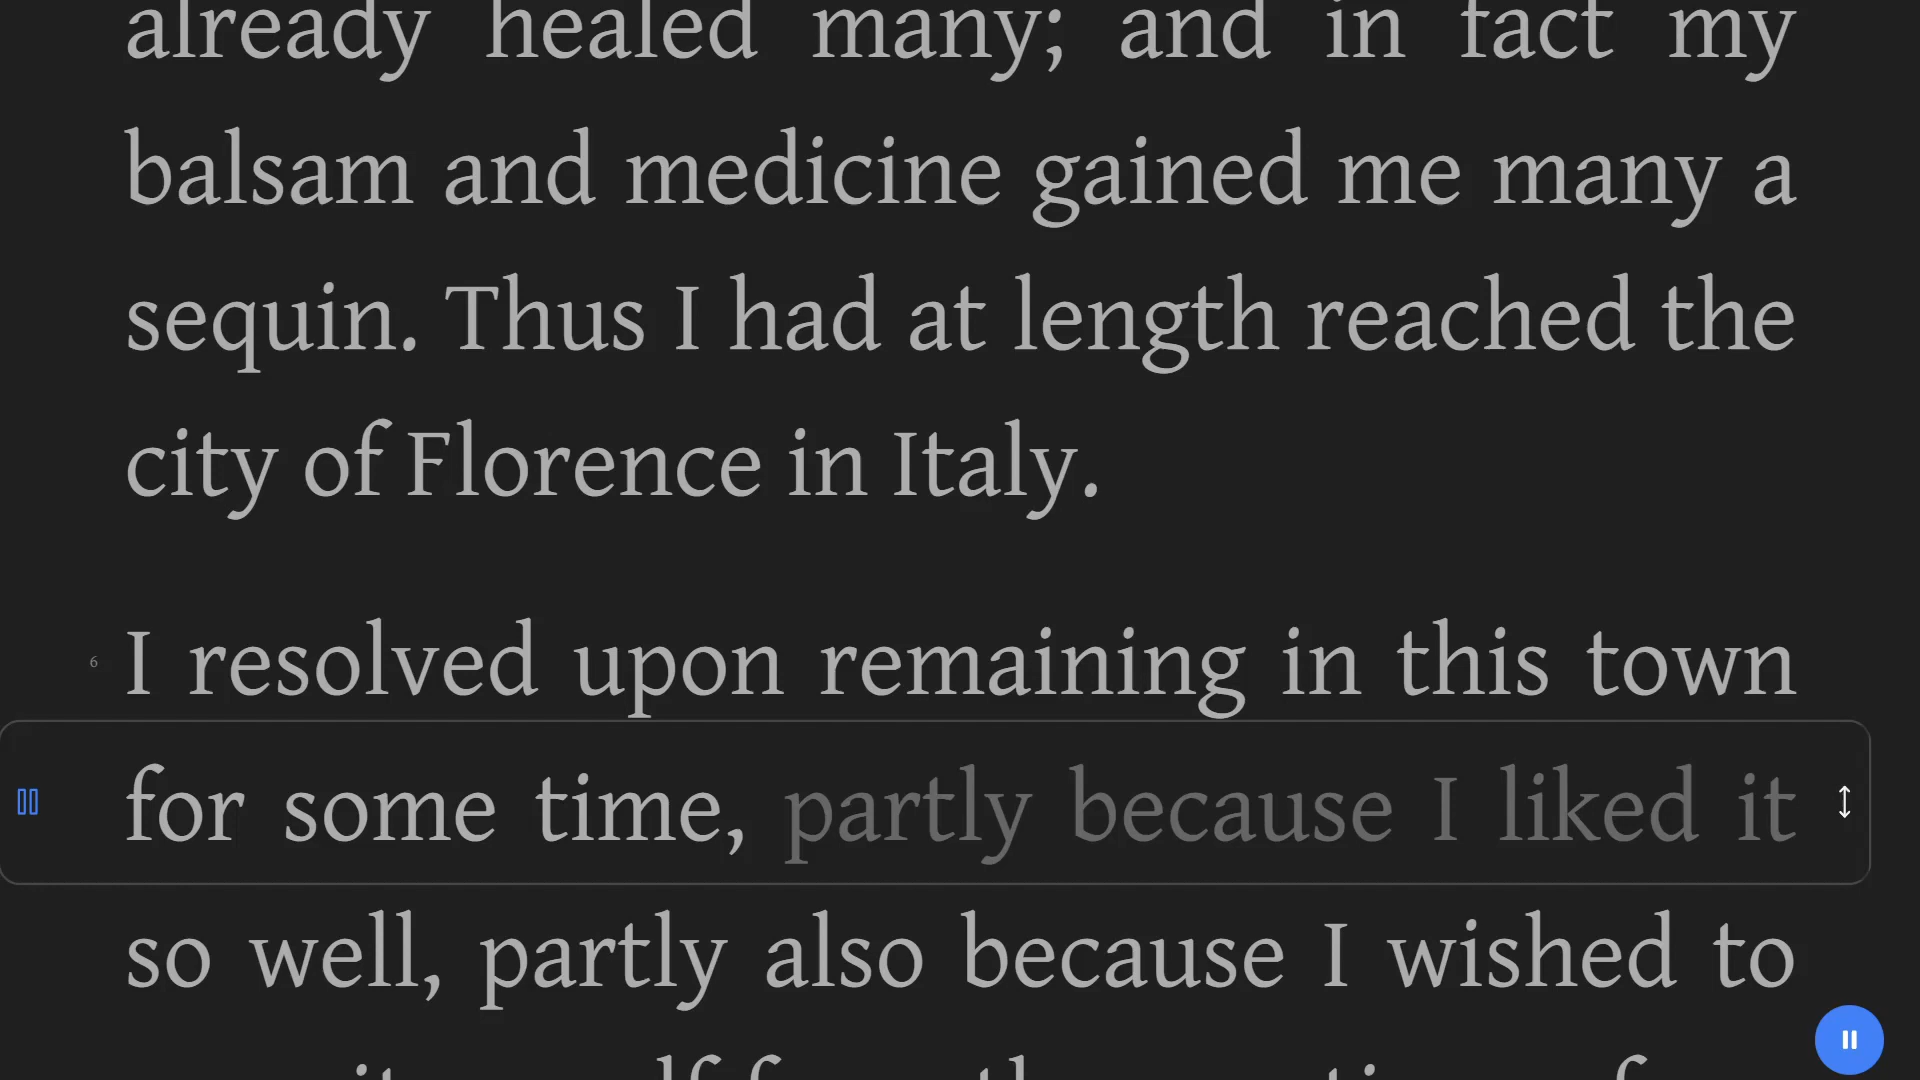 already healed many; and in fact my
balsam and medicine gained me many a
sequin. Thus I had at length reached the
city of Florence in Italy.
6
I resolved upon remaining in this town
for some time, partly because I liked it
so well, partly also because I wished to